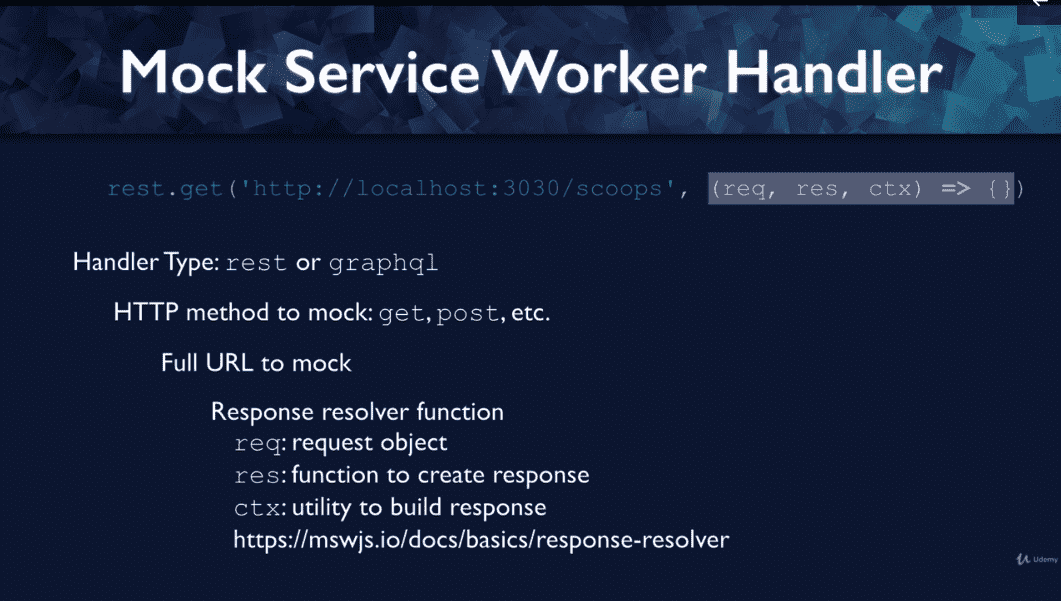 Mock Service Worker Handler
rest.get('http://localhost:3030/scoops', (req, res, ctx) => {})
Handler Type: rest or graphql
HTTP method to mock: get, post, etc.
Full URL to mock
Response resolver function
req: request object
res: function to create response
ctx: utility to build response
https://mswjs.io/docs/basics/response-resolver
Udemy